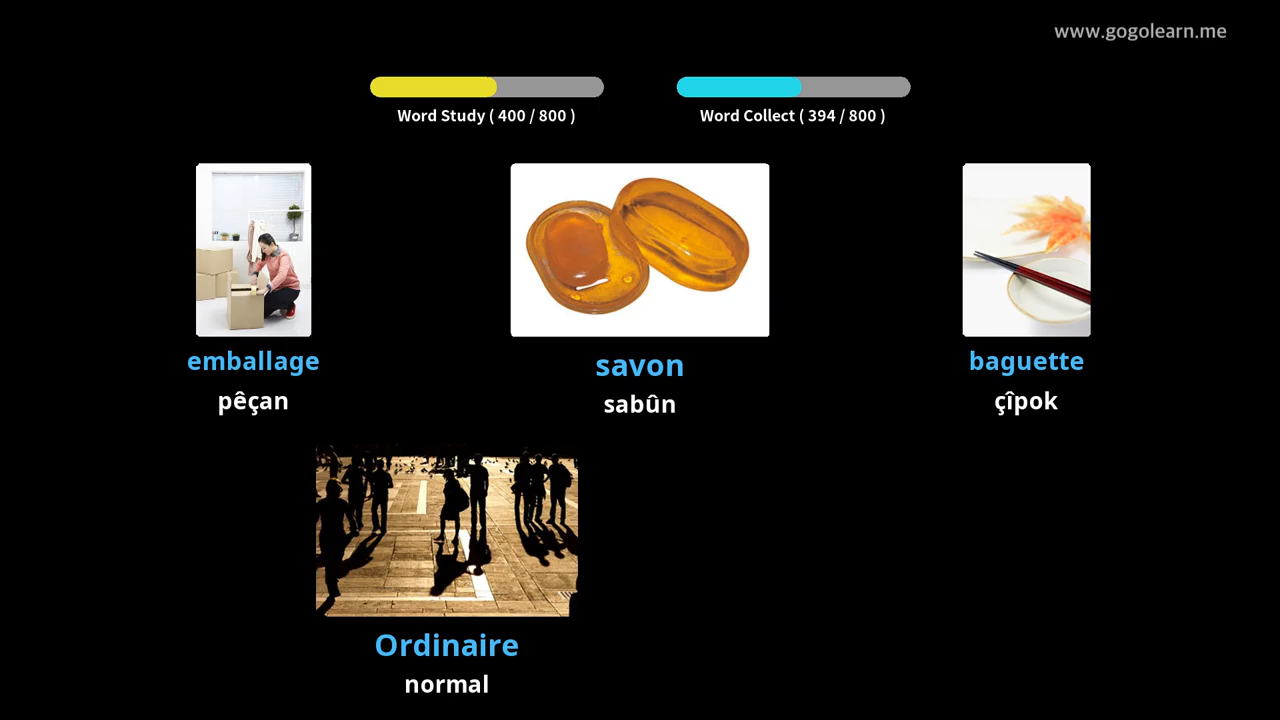 www.gogolearn.me
Word Study ( 400 / 800 )
Word Collect ( 394 / 800 )
emballage
pêçan
savon
sabûn
baguette
çîpok
Ordinaire
normal